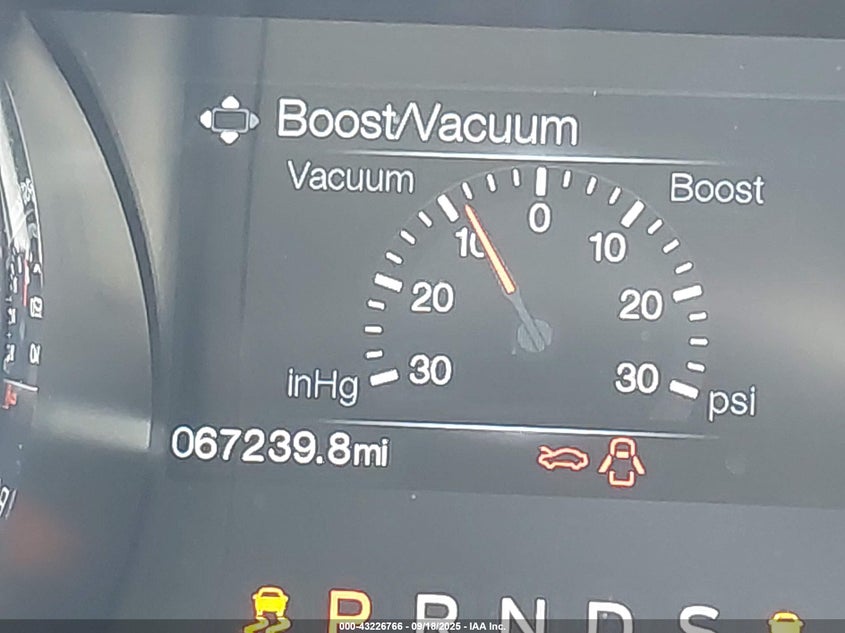 Boost/Vacuum
Vacuum
Boost
0
10
10
20
20
30
30
inHg
psi
067239.8mi
P R N D S
000-43226766 - 09/18/2025 - IAA Inc.